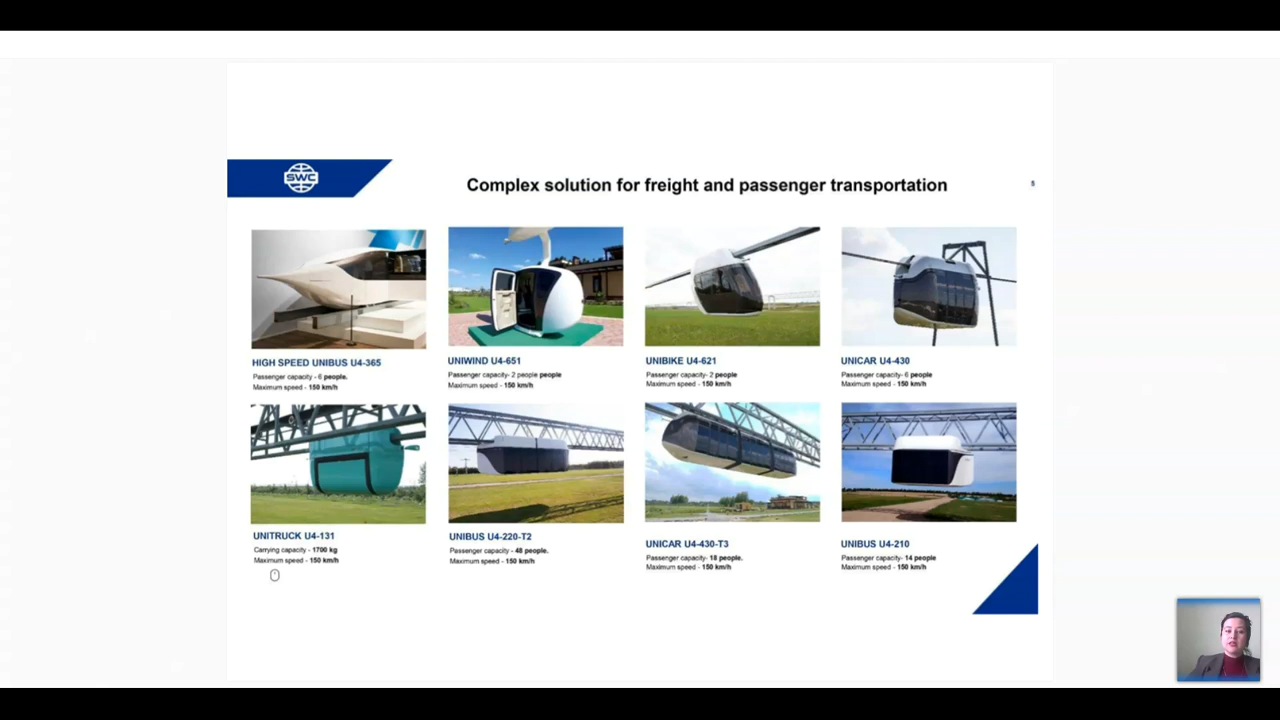 SWC
Complex solution for freight and passenger transportation
HIGH SPEED UNIBUS U4-365
Passenger capacity - 6 people.
Maximum speed - 150 km/h
UNIWIND U4-651
Passenger capacity- 2 people people
Maximum speed - 150 km/h
UNIBIKE U4-621
Passenger capacity- 2 people
Maximum speed - 150 km/h
UNICAR U4-430
Passenger capacity- 6 people
Maximum speed - 150 km/h
UNITRUCK U4-131
Carrying capacity - 1700 kg
Maximum speed - 150 km/h
UNIBUS U4-220-T2
Passenger capacity - 48 people.
Maximum speed - 150 km/h
UNICAR U4-430-T3
Passenger capacity - 18 people.
Maximum speed - 150 km/h
UNIBUS U4-210
Passenger capacity- 14 people
Maximum speed - 150 km/h